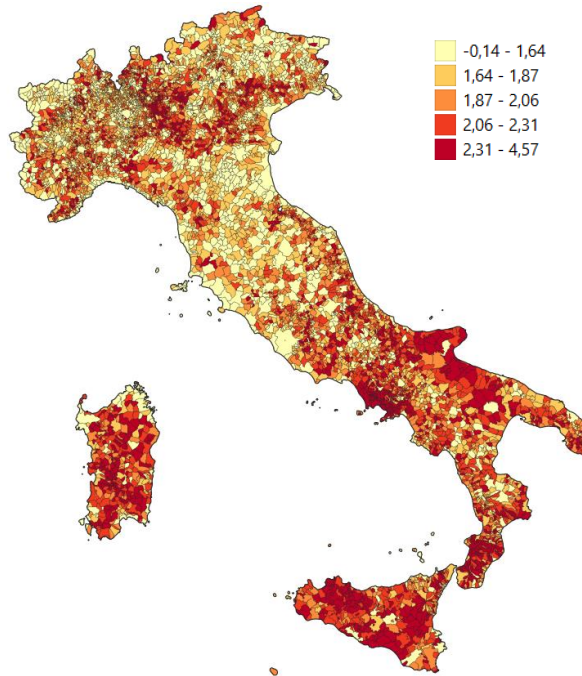 -0,14 - 1,64
1,64 - 1,87
1,87 - 2,06
2,06 - 2,31
2,31 - 4,57